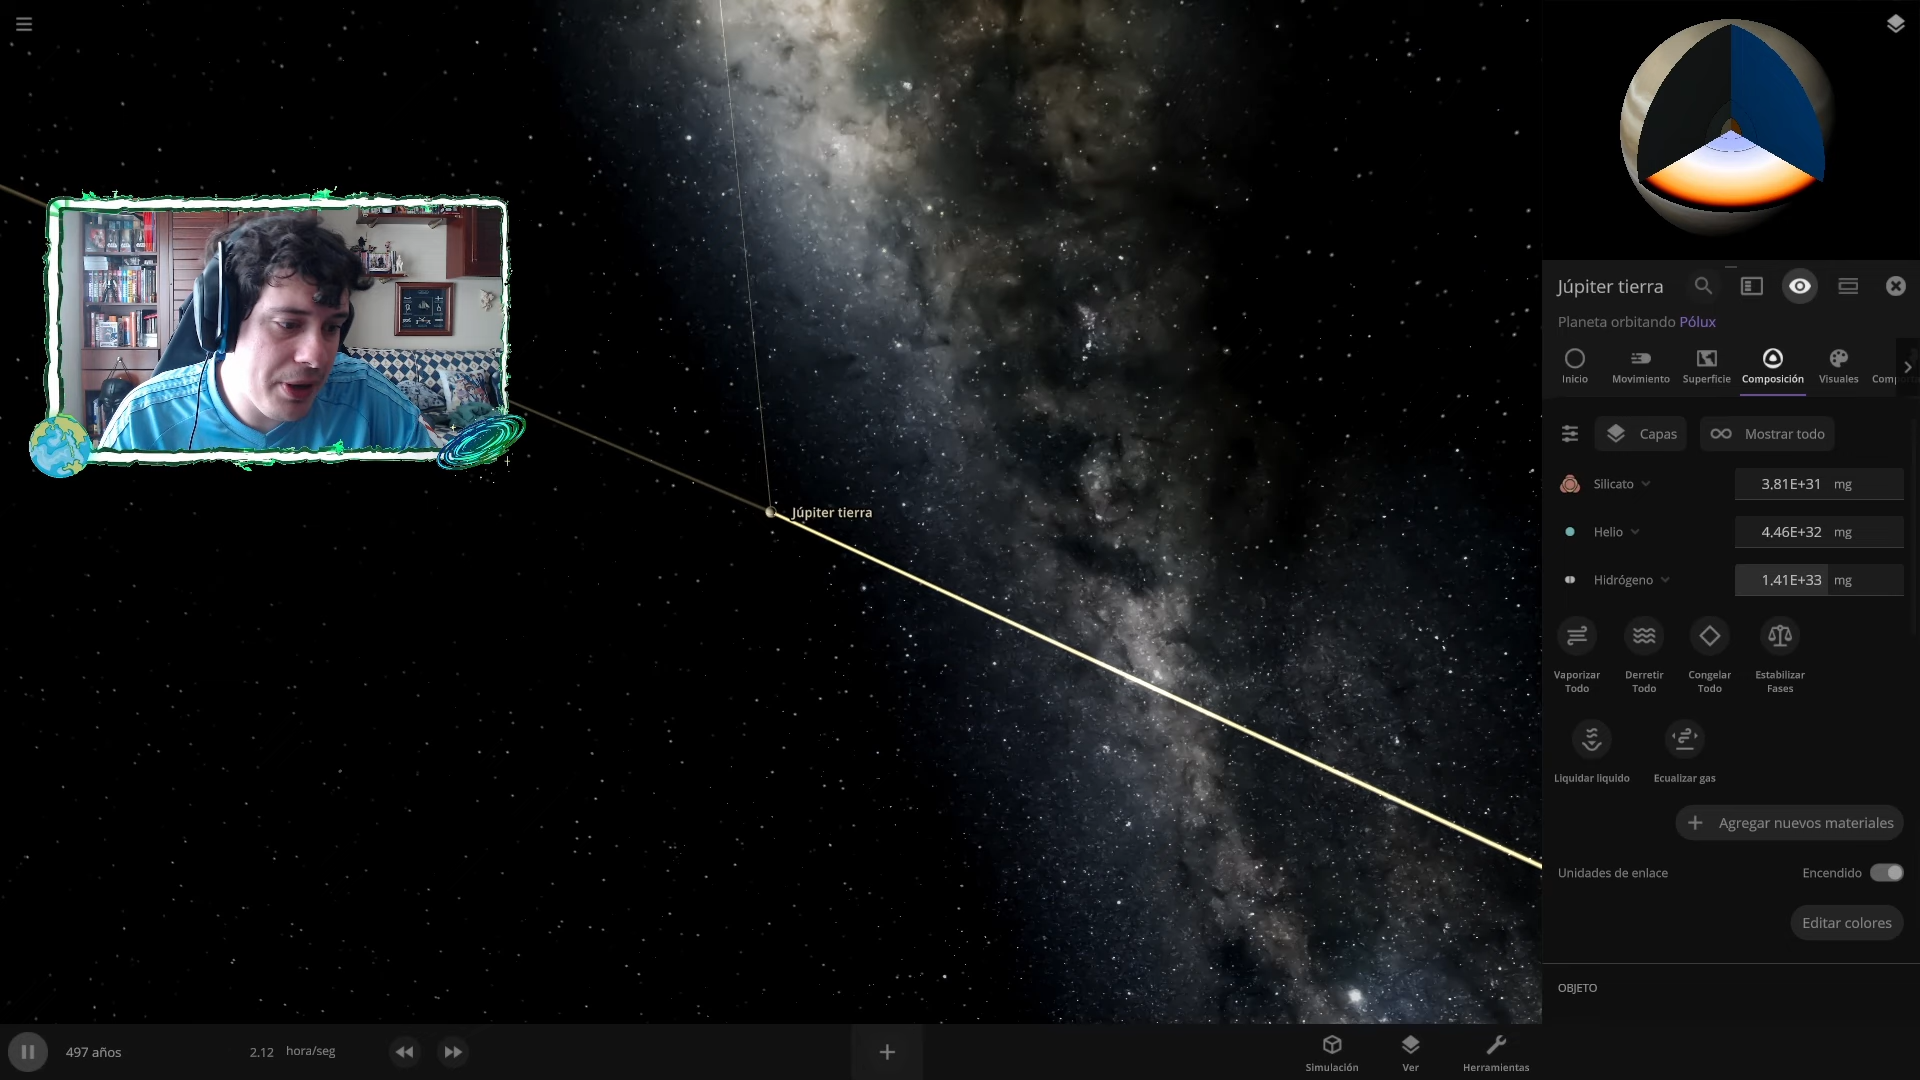 Júpiter tierra
Planeta orbitando Pólux
Inicio
Movimiento
Superficie
Composición
Visuales
Capas
Mostrar todo
Silicato
3.81E+31 mg
Helio
4.46E+32 mg
Hidrógeno
1.41E+33 mg
Vaporizar Todo
Derretir Todo
Congelar Todo
Estabilizar Fases
Liquidar liquido
Ecualizar gas
Agregar nuevos materiales
Unidades de enlace
Encendido
Editar colores
OBJETO
Júpiter tierra
497 años
2.12 hora/seg
Simulación
Ver
Herramientas